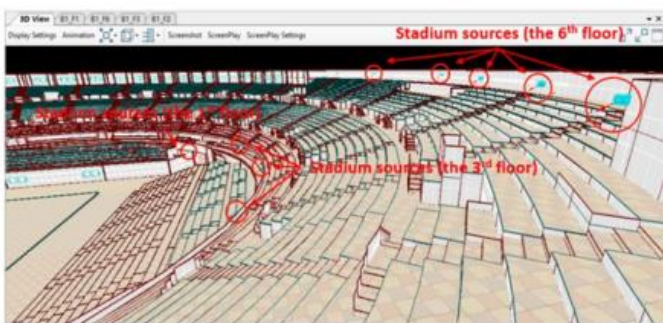 3D View B1_F1 B1_F6 B1_F3 B1_F2
Display Settings Animation Screenshot ScreenPlay ScreenPlay Settings
Stadium sources (the 6th floor)
Stadium sources (the 3rd floor)